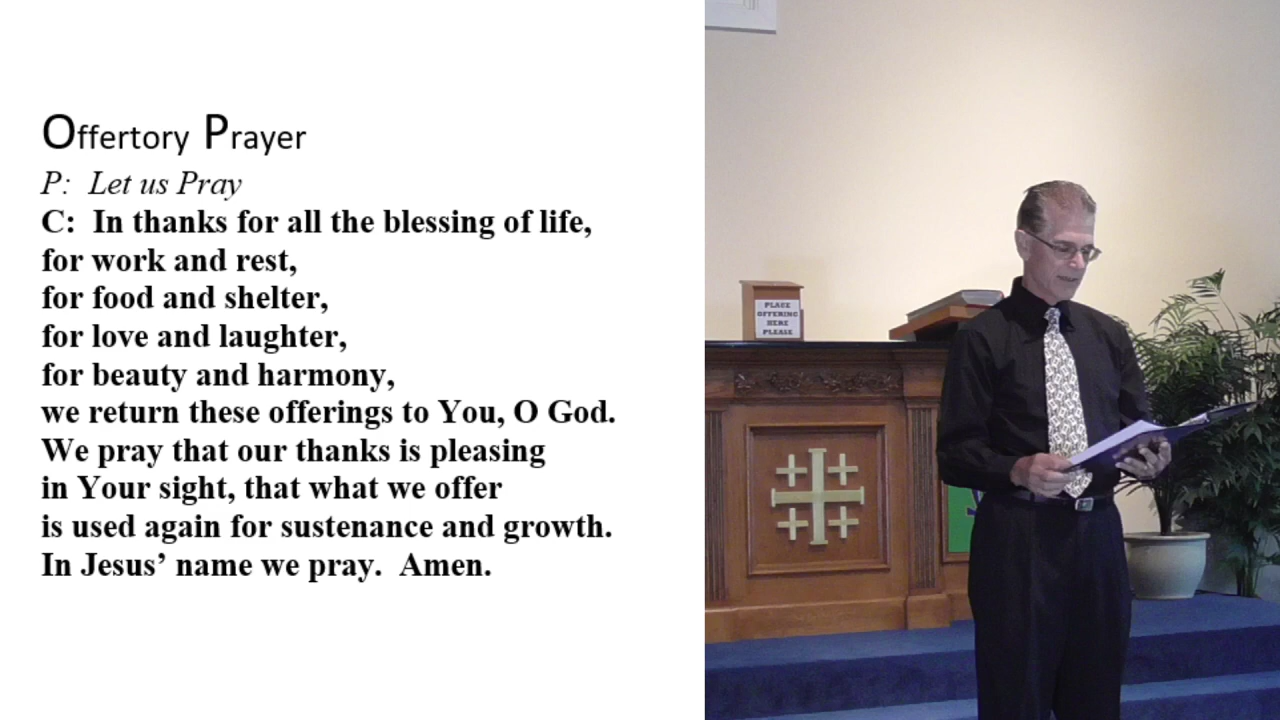 Offertory Prayer
P:  Let us Pray
C:  In thanks for all the blessing of life,
for work and rest,
for food and shelter,
for love and laughter,
for beauty and harmony,
we return these offerings to You, O God.
We pray that our thanks is pleasing
in Your sight, that what we offer
is used again for sustenance and growth.
In Jesus’ name we pray.  Amen.
PLACE
OFFERING
HERE
PLEASE